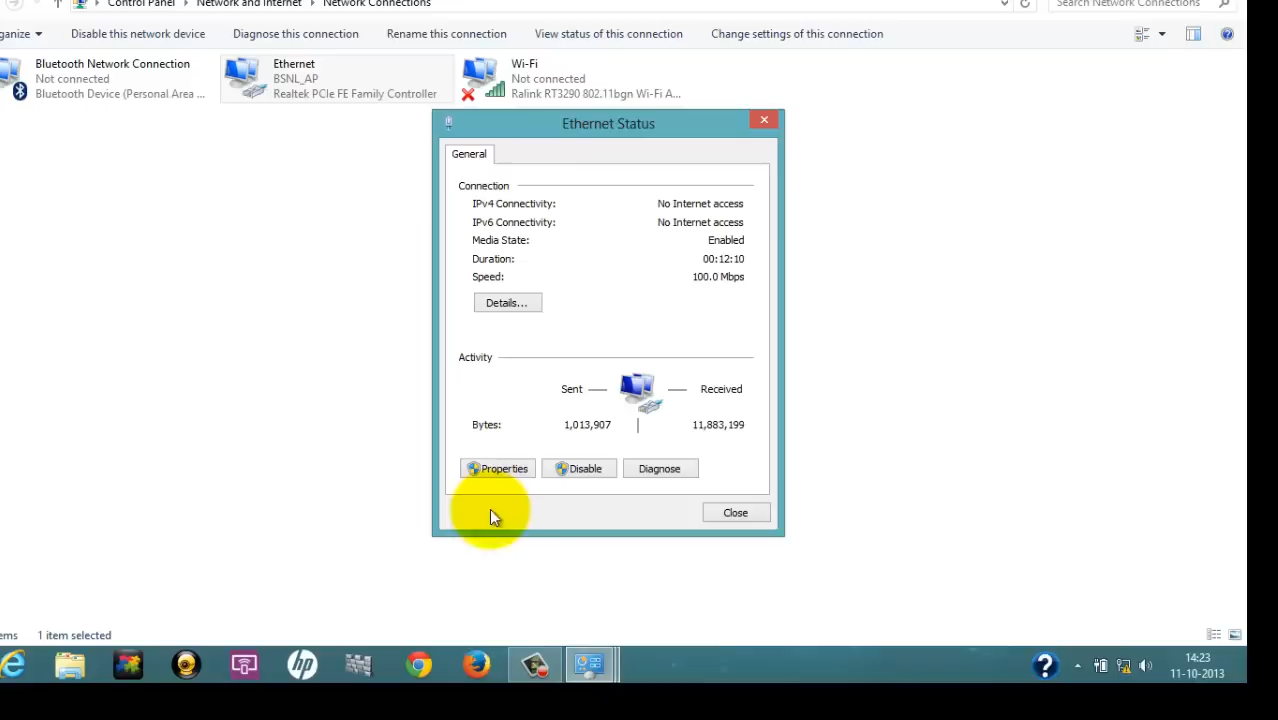 Control Panel Network and Internet Network Connections Search Network Connections
ganize Disable this network device Diagnose this connection Rename this connection View status of this connection Change settings of this connection
Bluetooth Network Connection
Not connected
Bluetooth Device (Personal Area ...
Ethernet
BSNL_AP
Realtek PCIe FE Family Controller
Wi-Fi
Not connected
Ralink RT3290 802.11bgn Wi-Fi A...
Ethernet Status
General
Connection
IPv4 Connectivity: No Internet access
IPv6 Connectivity: No Internet access
Media State: Enabled
Duration: 00:12:10
Speed: 100.0 Mbps
Details...
Activity
Sent Received
Bytes: 1,013,907 11,883,199
Properties Disable Diagnose
Close
ems 1 item selected
hp
14:23
11-10-2013